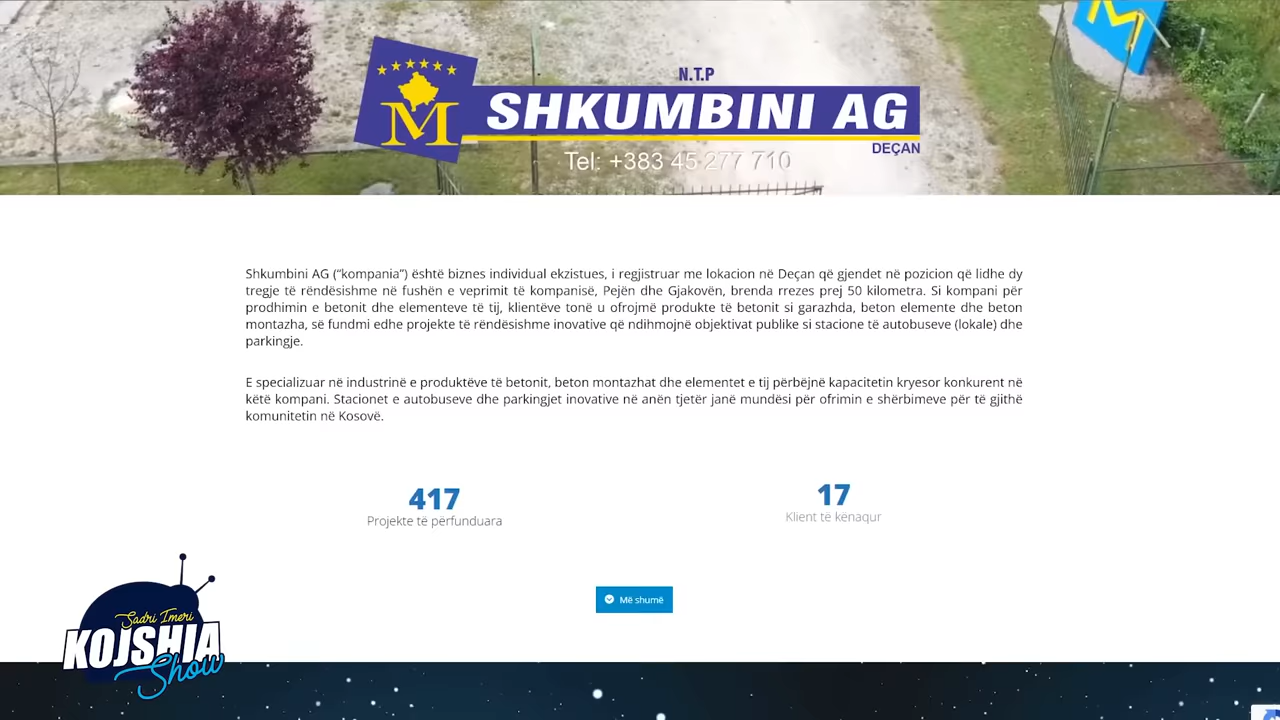 M
N.T.P
SHKUMBINI AG
DEÇAN
Tel: +383 45 277 710
Shkumbini AG (“kompania”) është biznes individual ekzistues, i regjistruar me lokacion në Deçan që gjendet në pozicion që lidhe dy
tregje të rëndësishme në fushën e veprimit të kompanisë, Pejën dhe Gjakovën, brenda rrezes prej 50 kilometra. Si kompani për
prodhimin e betonit dhe elementeve të tij, klientëve tonë u ofrojmë produkte të betonit si garazhda, beton elemente dhe beton
montazha, së fundmi edhe projekte të rëndësishme inovative që ndihmojnë objektivat publike si stacione të autobuseve (lokale) dhe
parkingje.
E specializuar në industrinë e produktëve të betonit, beton montazhat dhe elementet e tij përbëjnë kapacitetin kryesor konkurent në
këtë kompani. Stacionet e autobuseve dhe parkingjet inovative në anën tjetër janë mundësi për ofrimin e shërbimeve për të gjithë
komunitetin në Kosovë.
417
Projekte të përfunduara
17
Klient të kënaqur
Më shumë
Sadri Imeri
KOJSHIA
Show